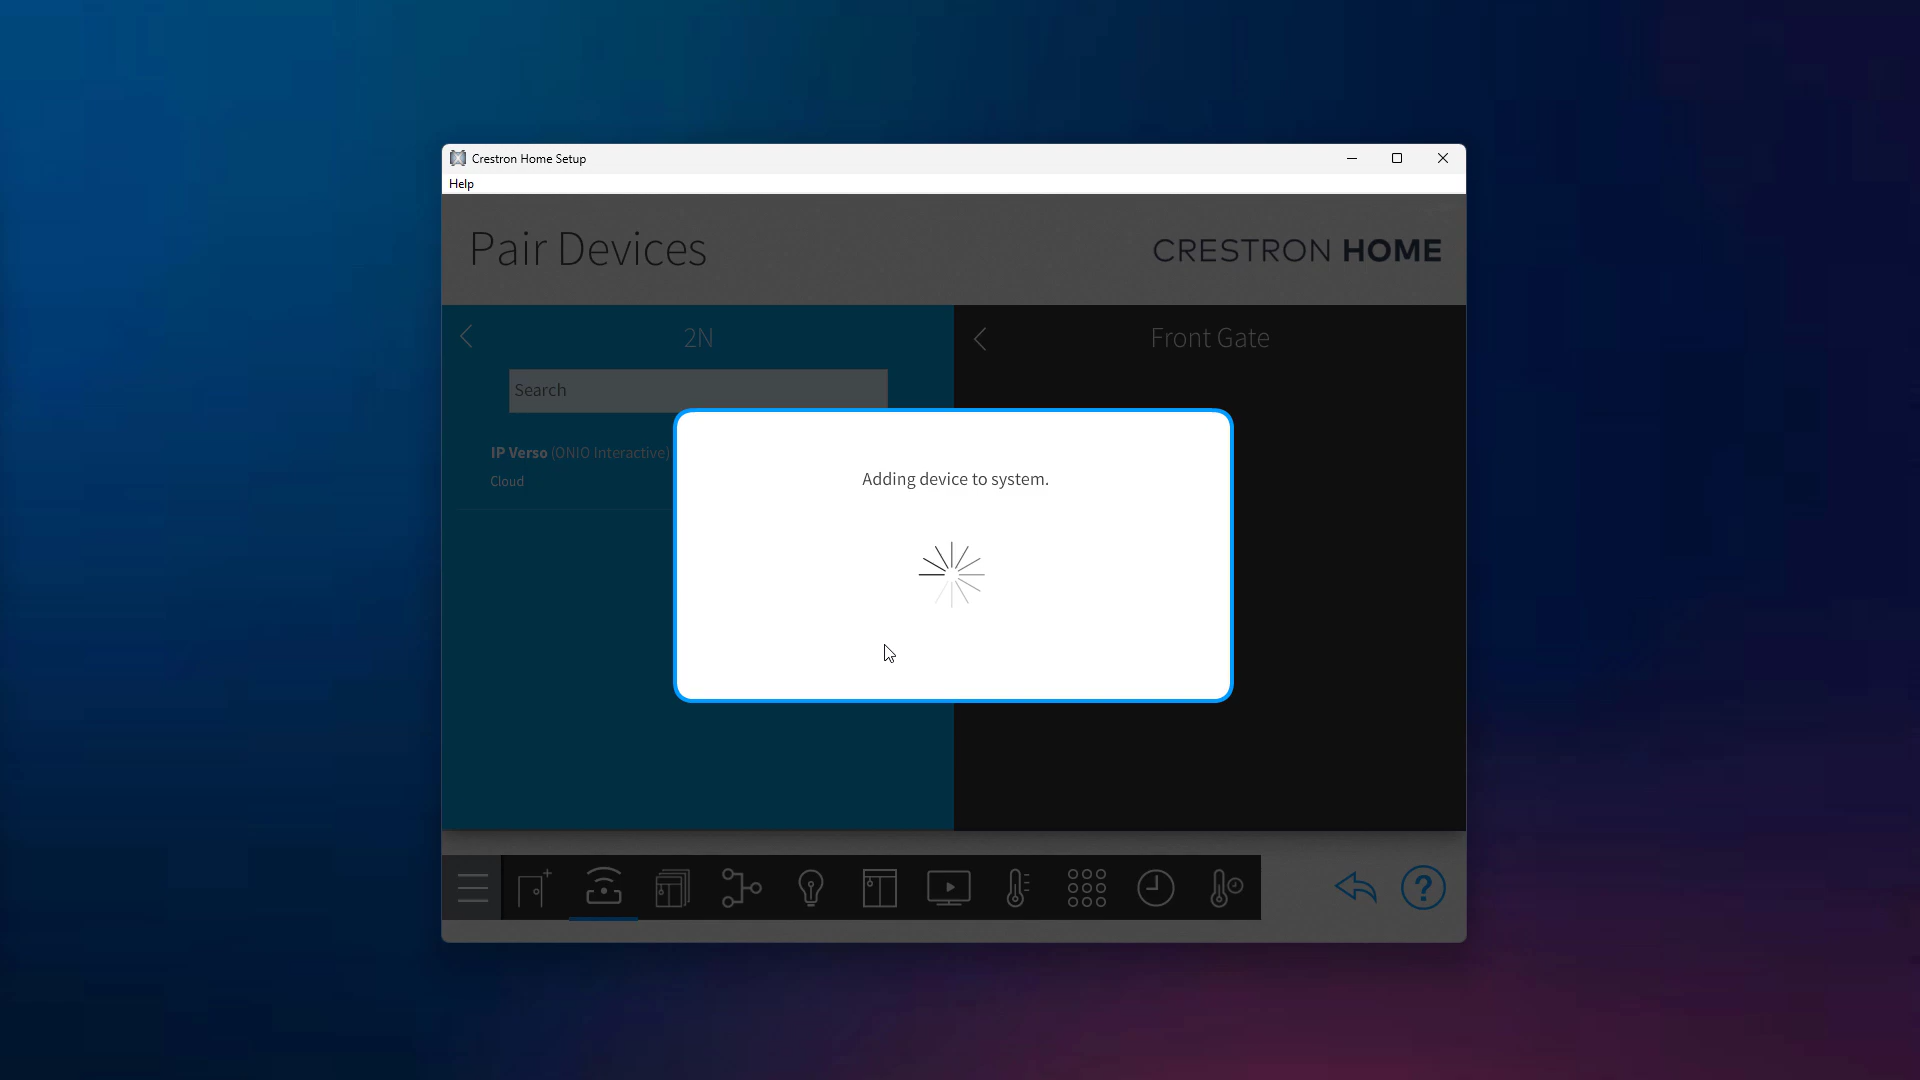 Crestron Home Setup
Help
Pair Devices
CRESTRON HOME
2N
Front Gate
Search
IP Verso (ONIO Interactive)
Cloud
Adding device to system.
?